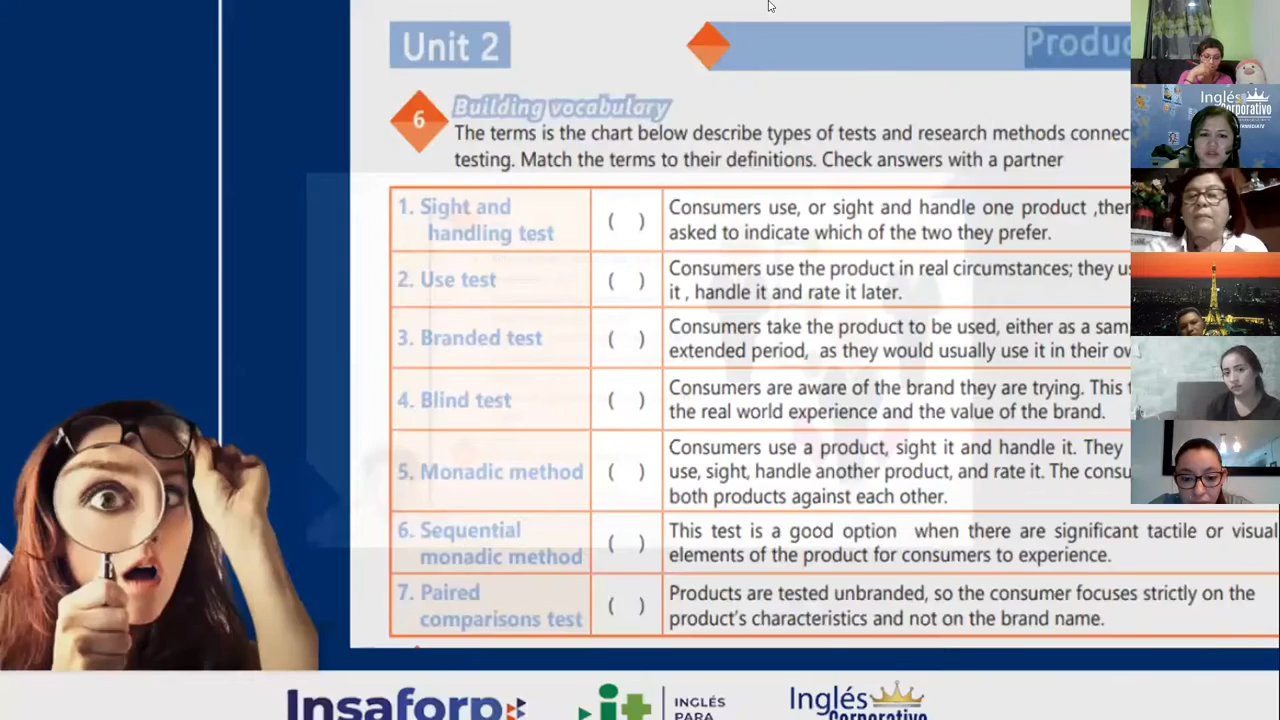 Unit 2
6
Building vocabulary
The terms is the chart below describe types of tests and research methods
testing. Match the terms to their definitions. Check answers with a partner
1. Sight and
handling test
( )
Consumers use, or sight and handle one product ,then
asked to indicate which of the two they prefer.
2. Use test
( )
Consumers use the product in real circumstances; they
it , handle it and rate it later.
3. Branded test
( )
Consumers take the product to be used, either as a
extended period, as they would usually use it in their
4. Blind test
( )
Consumers are aware of the brand they are trying. This
the real world experience and the value of the brand.
5. Monadic method
( )
Consumers use a product, sight it and handle it. They
use, sight, handle another product, and rate it. The
both products against each other.
6. Sequential
monadic method
( )
This test is a good option when there are significant tactile or visual
elements of the product for consumers to experience.
7. Paired
comparisons test
( )
Products are tested unbranded, so the consumer focuses strictly on the
product's characteristics and not on the brand name.
Inglés
Corporativo
Insaforp
it
INGLÉS
PARA
Inglés
Corporativo